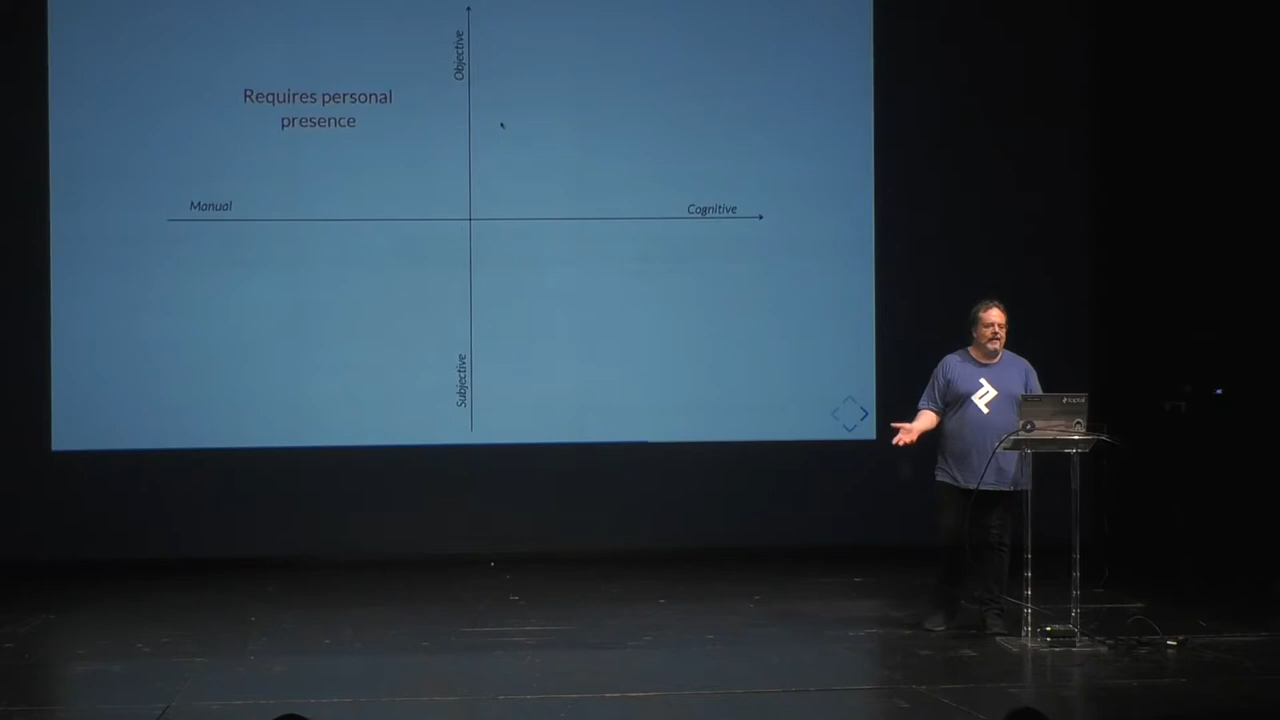 Objective
Requires personal
presence
Manual
Cognitive
Subjective
toptal